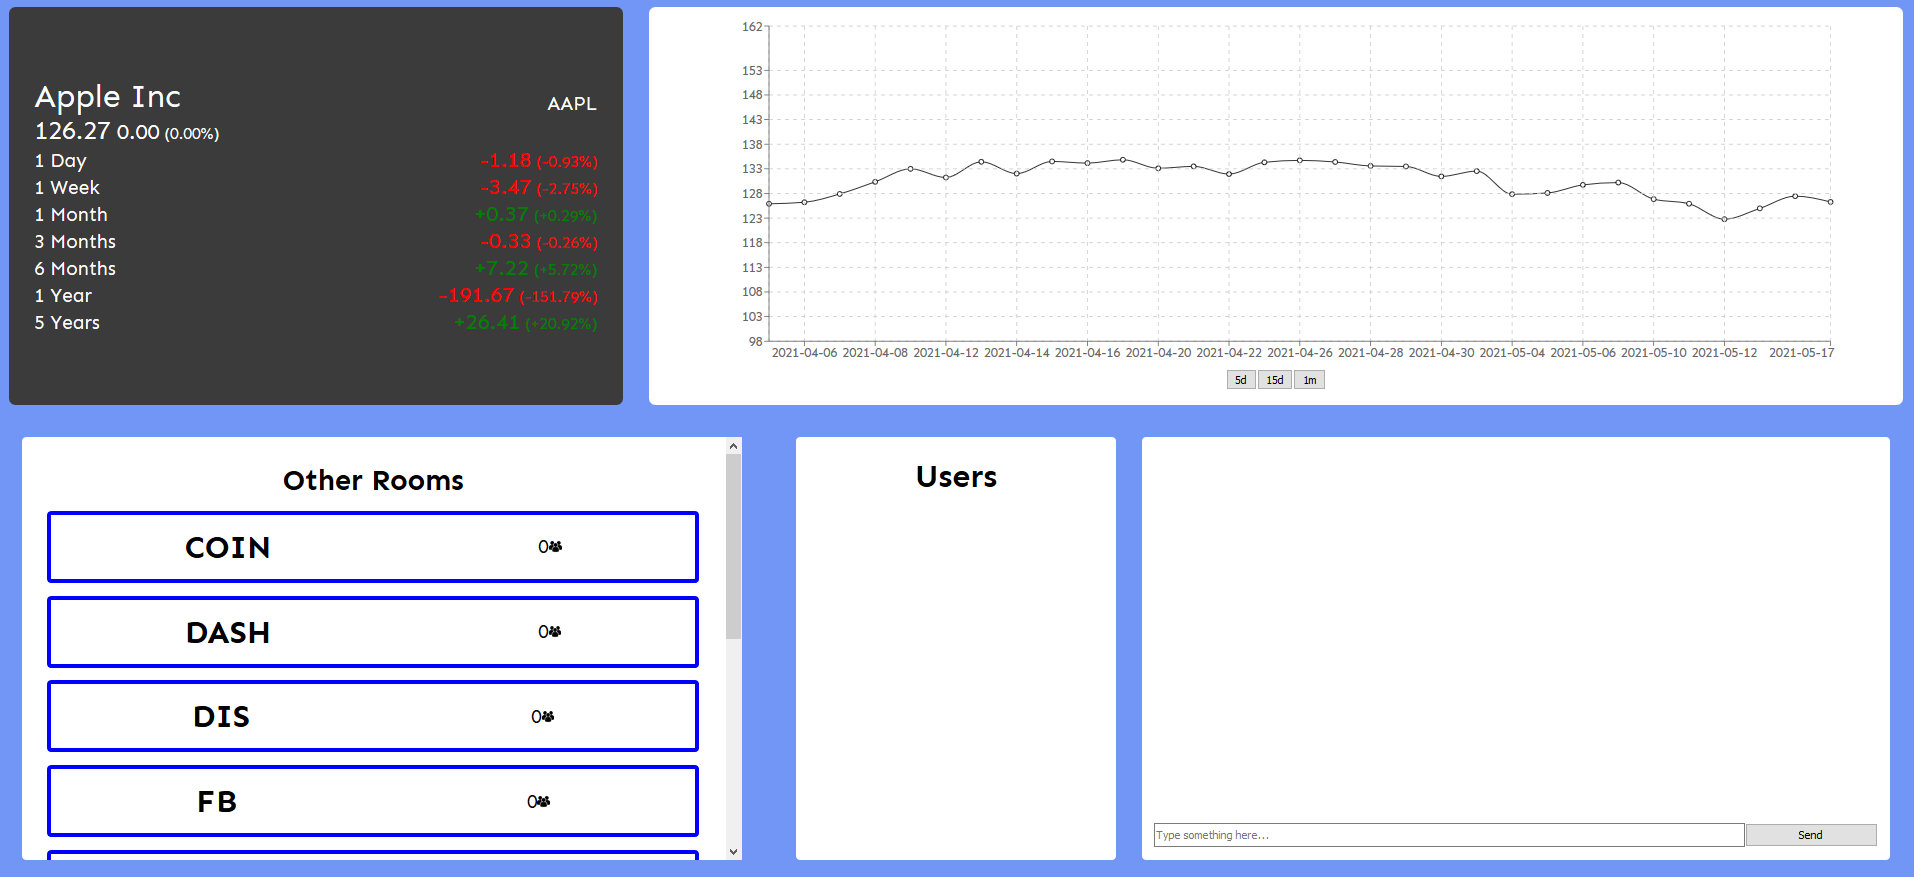 Apple Inc AAPL
126.27 0.00 (0.00%)
1 Day -1.18 (-0.93%)
1 Week -3.47 (-2.75%)
1 Month +0.37 (+0.29%)
3 Months -0.33 (-0.26%)
6 Months +7.22 (+5.72%)
1 Year -191.67 (-151.79%)
5 Years +26.41 (+20.92%)
162
153
148
143
138
133
128
123
118
113
108
103
98
2021-04-06 2021-04-08 2021-04-12 2021-04-14 2021-04-16 2021-04-20 2021-04-22 2021-04-26 2021-04-28 2021-04-30 2021-05-04 2021-05-06 2021-05-10 2021-05-12 2021-05-17
5d 15d 1m
Other Rooms
COIN 0
DASH 0
DIS 0
FB 0
Users
Type something here... Send